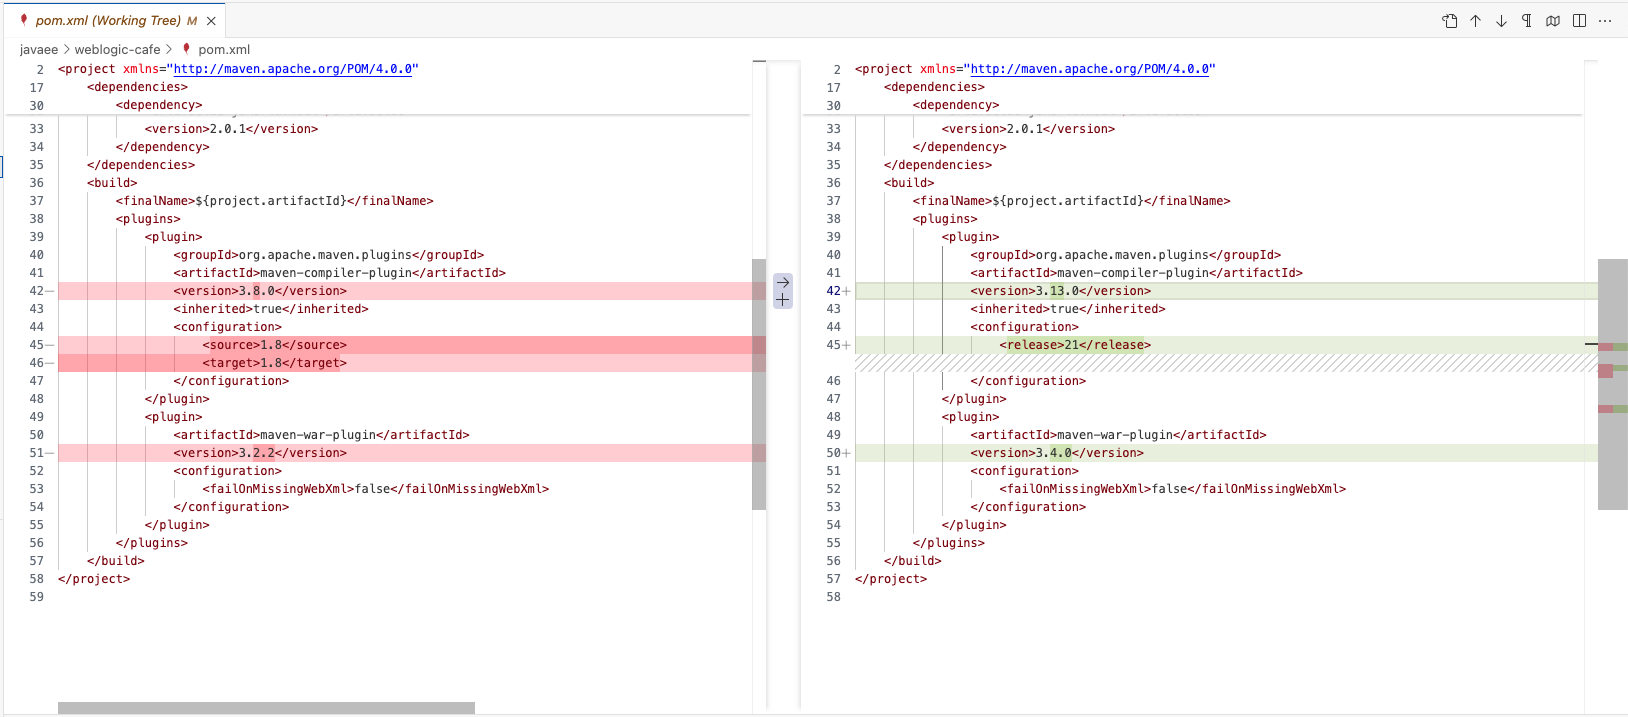 pom.xml (Working Tree) M
javaee > weblogic-cafe > pom.xml
2 <project xmlns="http://maven.apache.org/POM/4.0.0"
17 <dependencies>
30 <dependency>
33 <version>2.0.1</version>
34 </dependency>
35 </dependencies>
36 <build>
37 <finalName>${project.artifactId}</finalName>
38 <plugins>
39 <plugin>
40 <groupId>org.apache.maven.plugins</groupId>
41 <artifactId>maven-compiler-plugin</artifactId>
42— <version>3.8.0</version>
43 <inherited>true</inherited>
44 <configuration>
45— <source>1.8</source>
46— <target>1.8</target>
47 </configuration>
48 </plugin>
49 <plugin>
50 <artifactId>maven-war-plugin</artifactId>
51— <version>3.2.2</version>
52 <configuration>
53 <failOnMissingWebXml>false</failOnMissingWebXml>
54 </configuration>
55 </plugin>
56 </plugins>
57 </build>
58 </project>
59
2 <project xmlns="http://maven.apache.org/POM/4.0.0"
17 <dependencies>
30 <dependency>
33 <version>2.0.1</version>
34 </dependency>
35 </dependencies>
36 <build>
37 <finalName>${project.artifactId}</finalName>
38 <plugins>
39 <plugin>
40 <groupId>org.apache.maven.plugins</groupId>
41 <artifactId>maven-compiler-plugin</artifactId>
42+ <version>3.13.0</version>
43 <inherited>true</inherited>
44 <configuration>
45+ <release>21</release>
46 </configuration>
47 </plugin>
48 <plugin>
49 <artifactId>maven-war-plugin</artifactId>
50+ <version>3.4.0</version>
51 <configuration>
52 <failOnMissingWebXml>false</failOnMissingWebXml>
53 </configuration>
54 </plugin>
55 </plugins>
56 </build>
57 </project>
58